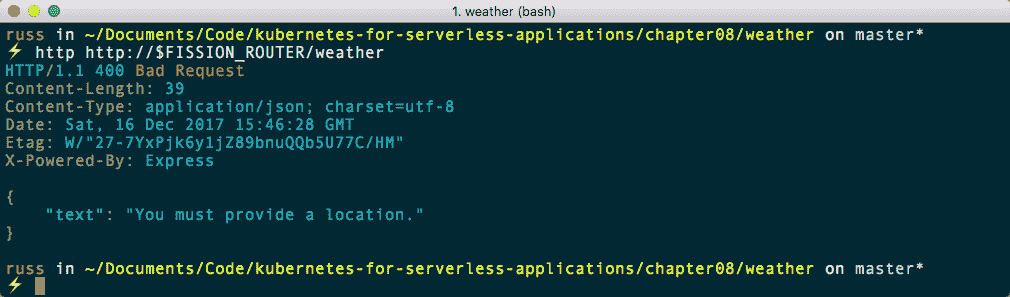 1. weather (bash)
russ in ~/Documents/Code/kubernetes-for-serverless-applications/chapter08/weather on master*
⚡ http http://$FISSION_ROUTER/weather
HTTP/1.1 400 Bad Request
Content-Length: 39
Content-Type: application/json; charset=utf-8
Date: Sat, 16 Dec 2017 15:46:28 GMT
Etag: W/"27-7YxPjk6y1jZ89bnuQQb5U77C/HM"
X-Powered-By: Express
{
    "text": "You must provide a location."
}
russ in ~/Documents/Code/kubernetes-for-serverless-applications/chapter08/weather on master*
⚡